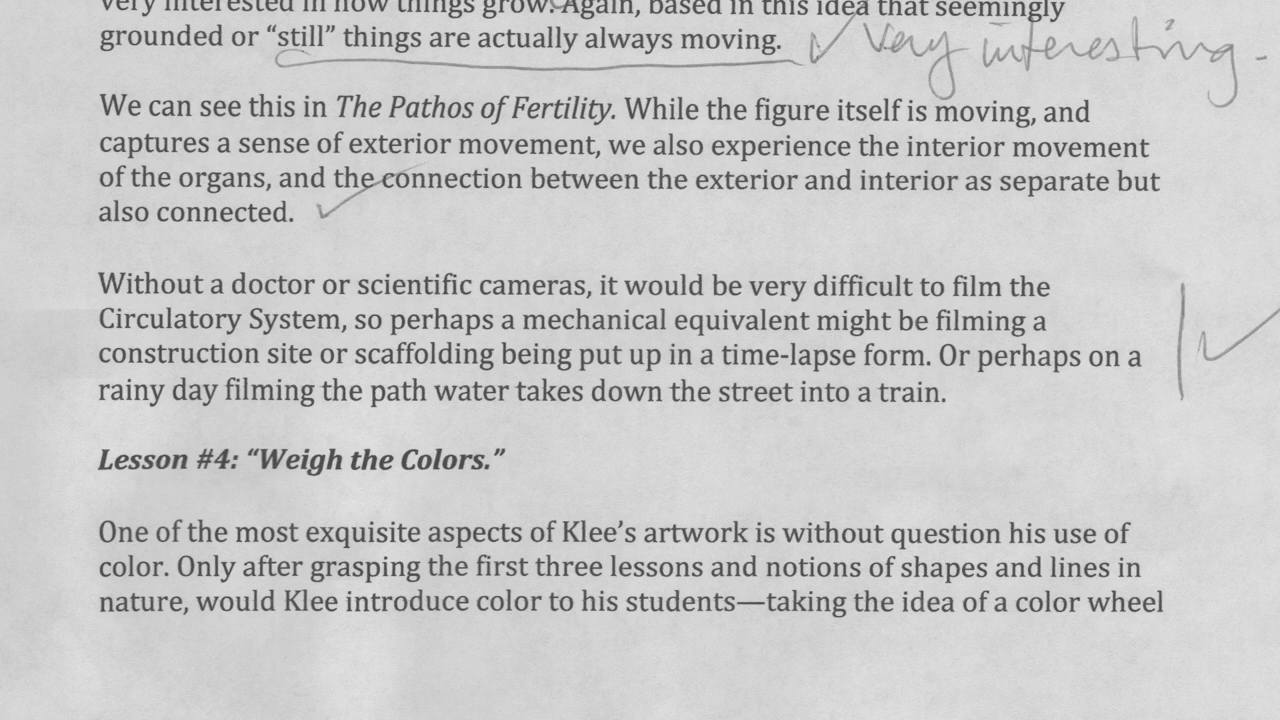 very interested in how things grow. Again, based in this idea that seemingly
grounded or “still” things are actually always moving. Very interesting.
We can see this in The Pathos of Fertility. While the figure itself is moving, and
captures a sense of exterior movement, we also experience the interior movement
of the organs, and the connection between the exterior and interior as separate but
also connected.
Without a doctor or scientific cameras, it would be very difficult to film the
Circulatory System, so perhaps a mechanical equivalent might be filming a
construction site or scaffolding being put up in a time-lapse form. Or perhaps on a
rainy day filming the path water takes down the street into a train.
Lesson #4: “Weigh the Colors.”
One of the most exquisite aspects of Klee’s artwork is without question his use of
color. Only after grasping the first three lessons and notions of shapes and lines in
nature, would Klee introduce color to his students—taking the idea of a color wheel